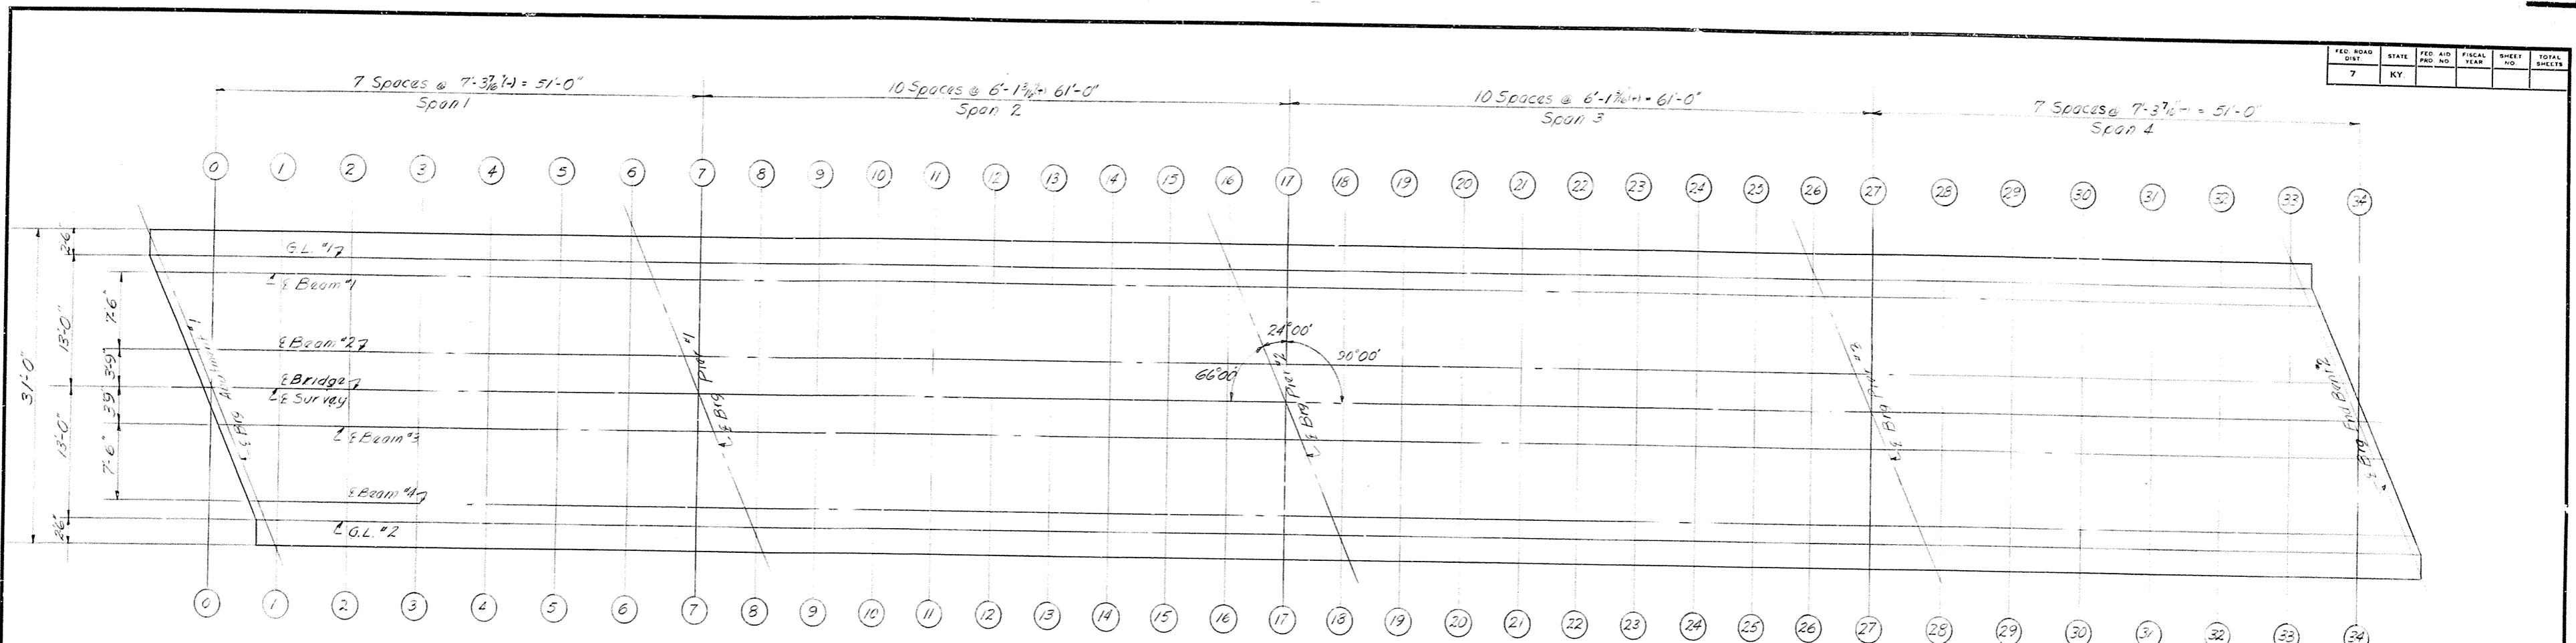 FED. ROAD DIST. STATE FED. AID PRO. NO. FISCAL YEAR SHEET NO. TOTAL SHEETS
7 KY.
7 Spaces @ 7'-3 7/16"(-) = 51'-0"
Span 1
10 Spaces @ 6'-1 3/16"(+) 61'-0"
Span 2
10 Spaces @ 6'-1 3/16"(+) = 61'-0"
Span 3
7 Spaces @ 7'-3 7/16"(-) = 51'-0"
Span 4
0 1 2 3 4 5 6 7 8 9 10 11 12 13 14 15 16 17 18 19 20 21 22 23 24 25 26 27 28 29 30 31 32 33 34
2'-6"
G.L. #1
℄ Beam #1
7'-6"
13'-0"
31'-0"
℄ Brg Abutment #1
℄ Beam #2
3'-9"
℄ Bridge
℄ Survey
3'-9"
℄ Beam #3
13'-0"
7'-6"
℄ Beam #4
2'-6"
G.L. #2
℄ Brg Pier #1
24°00'
90°00'
66°00'
℄ Brg Pier #2
℄ Brg Pier #3
℄ Brg End Bent #2
0 1 2 3 4 5 6 7 8 9 10 11 12 13 14 15 16 17 18 19 20 21 22 23 24 25 26 27 28 29 30 31 32 33 34